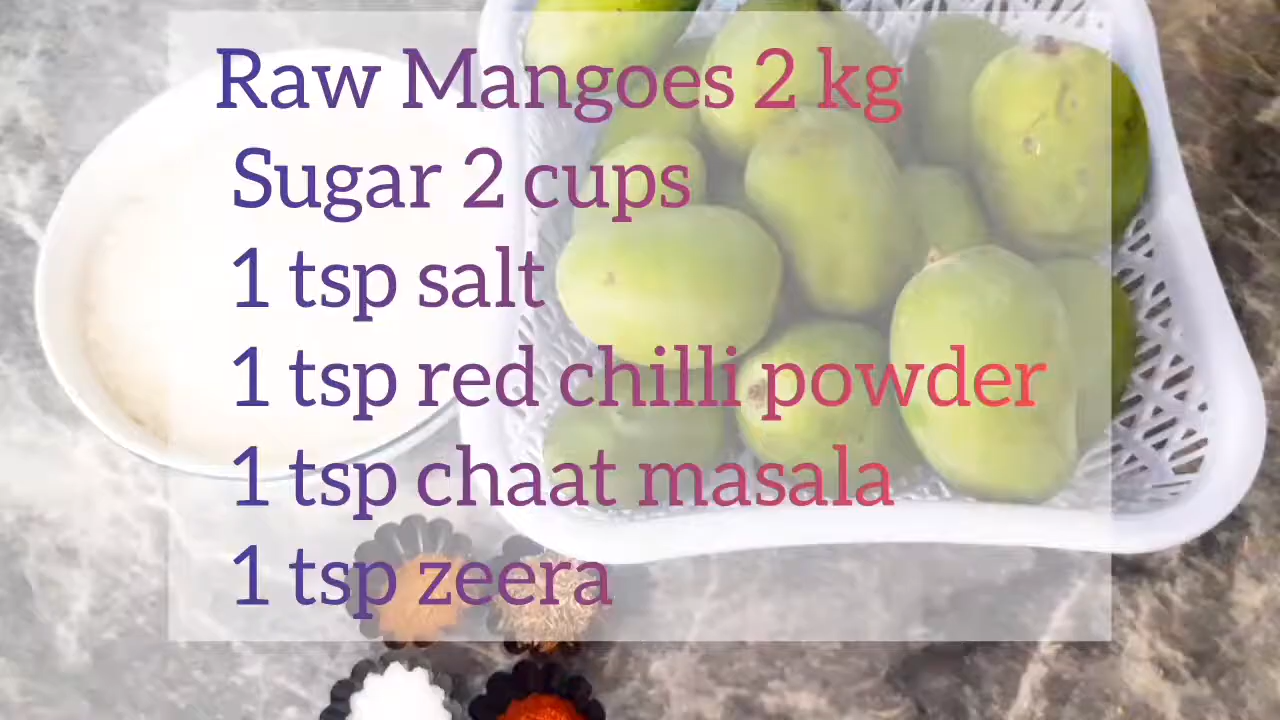 Raw Mangoes 2 kg
Sugar 2 cups
1 tsp salt
1 tsp red chilli powder
1 tsp chaat masala
1 tsp zeera